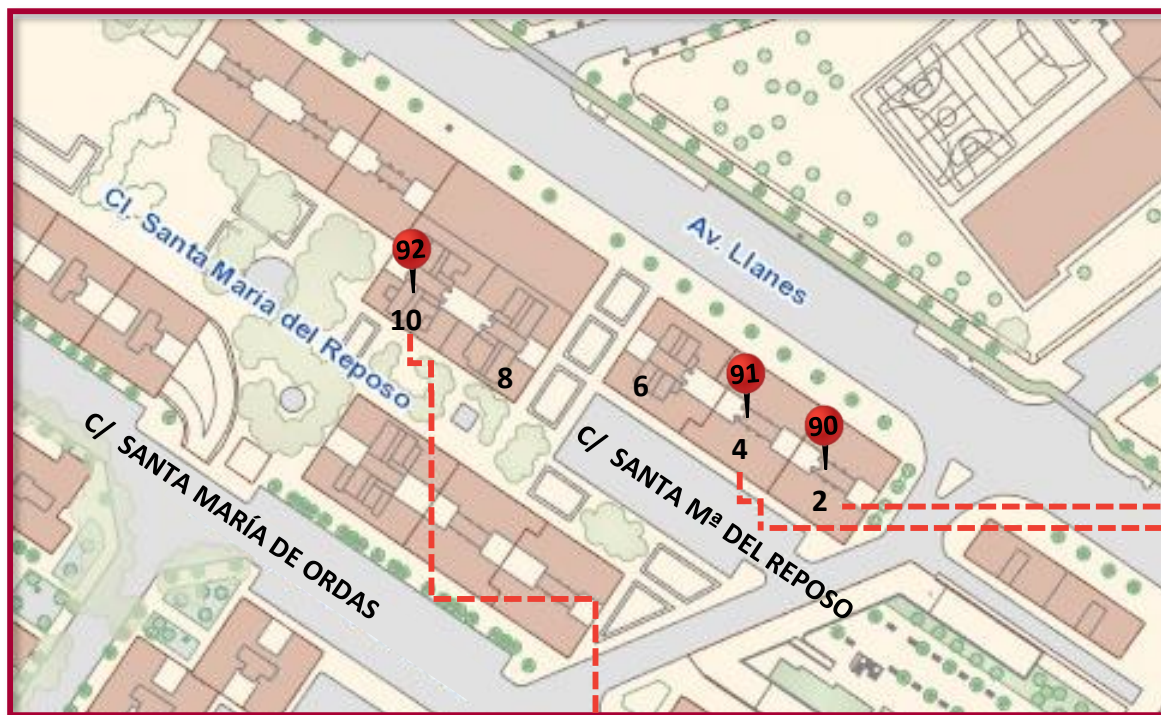 Cl. Santa María del Reposo
Av. Llanes
92
10
8
6
91
4
90
2
C/ SANTA MARÍA DE ORDAS
C/ SANTA Mª DEL REPOSO